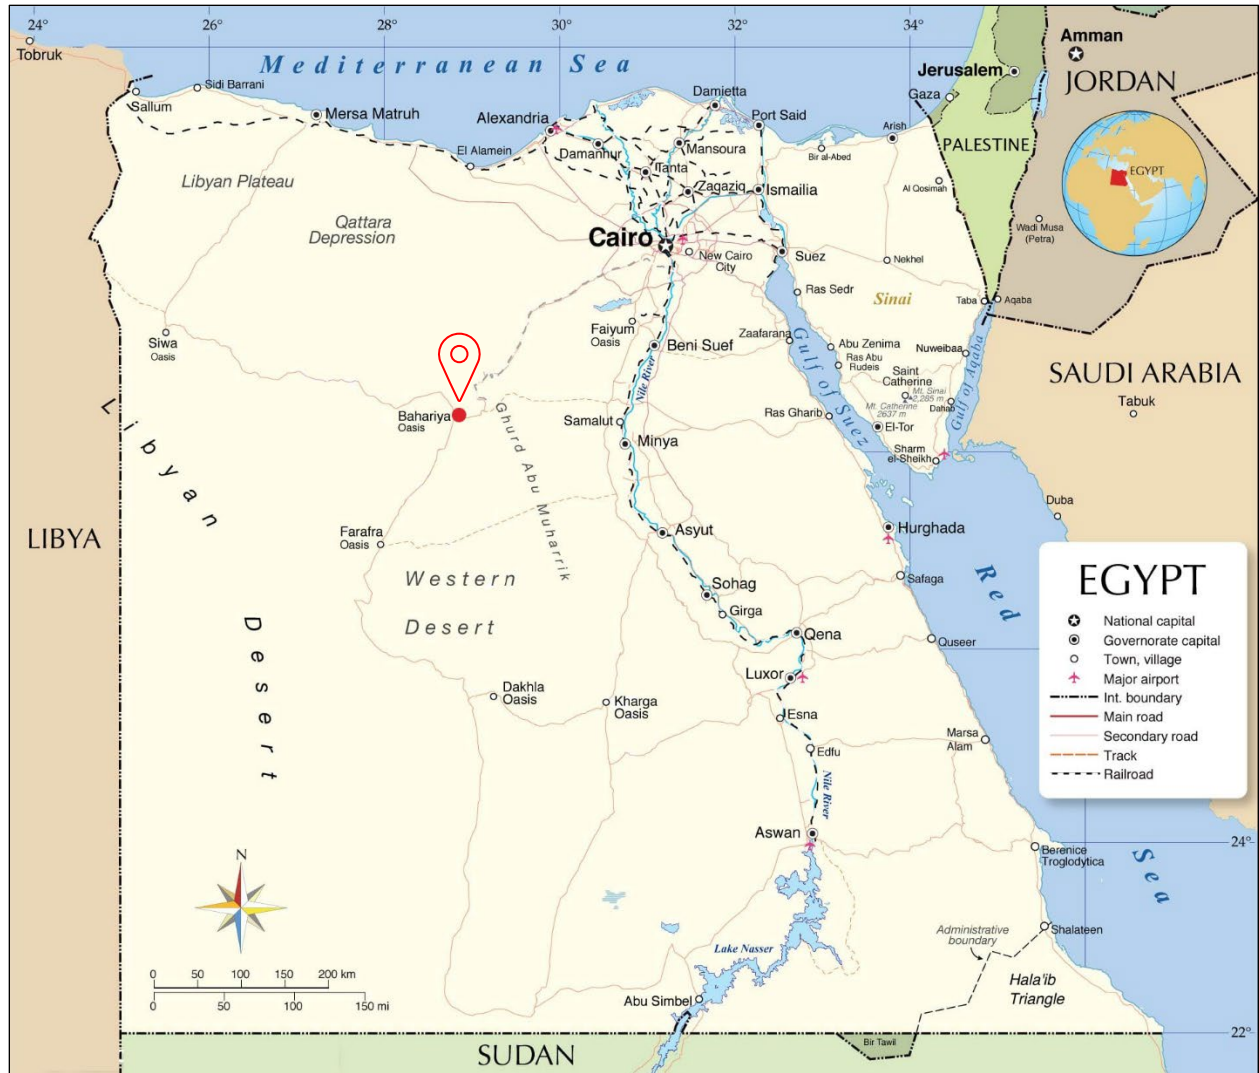 24°
26°
30°
32°
34°
Tobruk
Mediterranean Sea
Amman
Jerusalem
JORDAN
Sallum
Sidi Barrani
Mersa Matruh
Alexandria
Damietta
Port Said
Gaza
Arish
El Alamein
Damanhur
Mansoura
Bir al-Abed
PALESTINE
EGYPT
Libyan Plateau
Tanta
Zagaziq
Ismailia
Al Qosimah
Qattara
Depression
Cairo
New Cairo
City
Suez
Nekhel
Wadi Musa
(Petra)
Ras Sedr
Sinai
Taba
Aqaba
Siwa
Oasis
Faiyum
Oasis
Beni Suef
Zaafarana
Abu Zenima
Ras Abu
Rudeis
Nuweibaa
Nile River
Gulf of Suez
Gulf of Aqaba
Saint
Catherine
Mt. Sinai
2,285 m
Mt. Catherine
2637 m
Dahab
SAUDI ARABIA
Tabuk
Bahariya
Oasis
Ghurd Abu Muharrik
Samalut
Minya
Ras Gharib
El-Tor
Sharm
el-Sheikh
Libyan Desert
LIBYA
Farafra
Oasis
Asyut
Hurghada
Duba
Western
Desert
Sohag
Girga
Safaga
Red Sea
Qena
Quseer
Luxor
Dakhla
Oasis
Kharga
Oasis
Esna
Edfu
Marsa
Alam
Nile River
Aswan
24°
Berenice
Troglodytica
EGYPT
National capital
Governorate capital
Town, village
Major airport
Int. boundary
Main road
Secondary road
Track
Railroad
N
Lake Nasser
Administrative
boundary
Shalateen
Hala'ib
Triangle
Abu Simbel
0 50 100 150 200 km
0 50 100 150 mi
Bir Tawil
22°
SUDAN